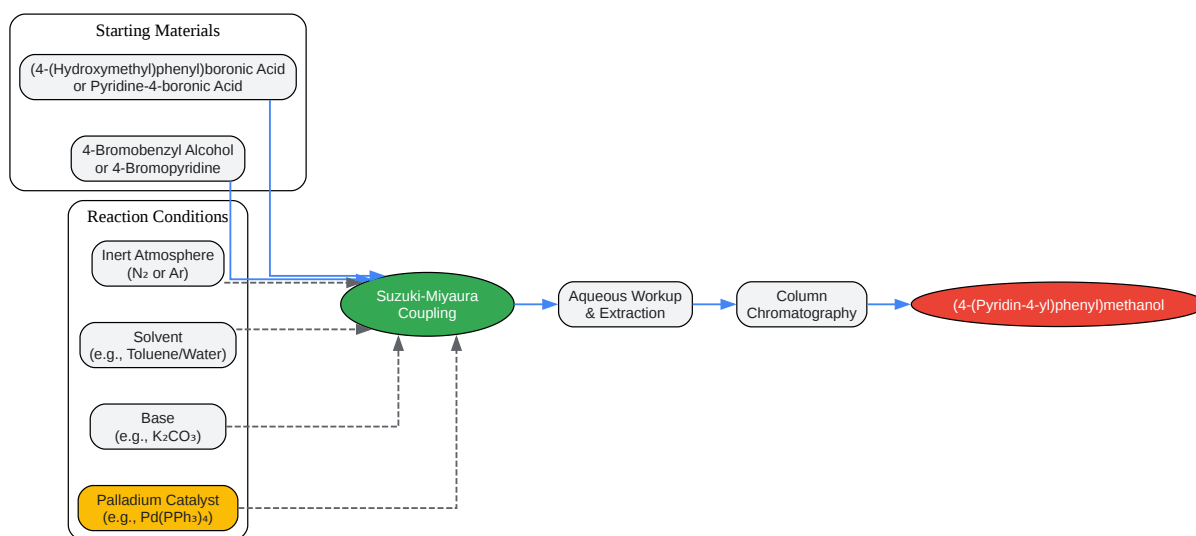 Starting Materials
(4-(Hydroxymethyl)phenyl)boronic Acid
or Pyridine-4-boronic Acid
4-Bromobenzyl Alcohol
or 4-Bromopyridine
Reaction Conditions
Inert Atmosphere
(N₂ or Ar)
Solvent
(e.g., Toluene/Water)
Base
(e.g., K₂CO₃)
Palladium Catalyst
(e.g., Pd(PPh₃)₄)
Suzuki-Miyaura
Coupling
Aqueous Workup
& Extraction
Column
Chromatography
(4-(Pyridin-4-yl)phenyl)methanol